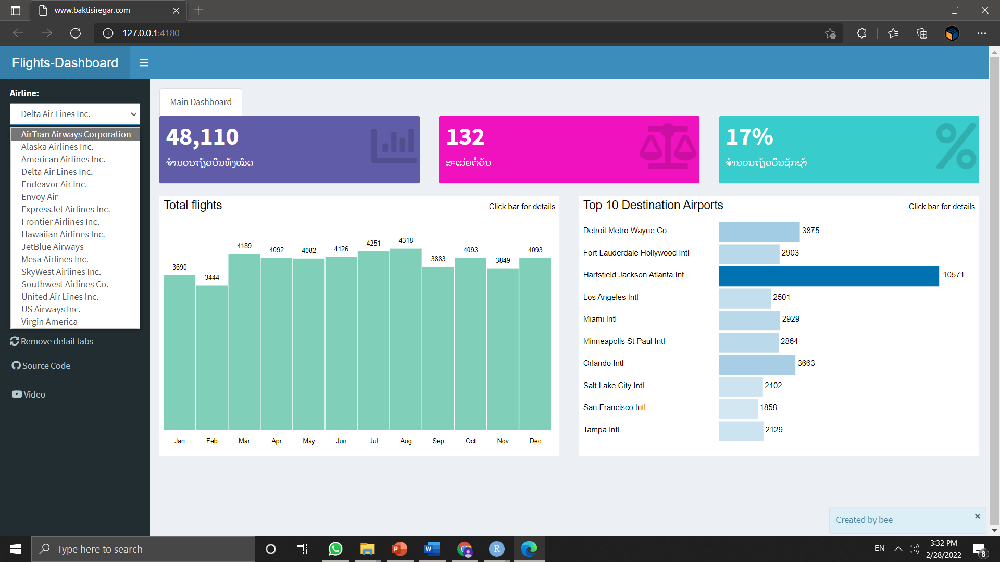 www.baktisiregar.com
127.0.0.1:4180
Flights-Dashboard
Airline:
Delta Air Lines Inc.
AirTran Airways Corporation
Alaska Airlines Inc.
American Airlines Inc.
Delta Air Lines Inc.
Endeavor Air Inc.
Envoy Air
ExpressJet Airlines Inc.
Frontier Airlines Inc.
Hawaiian Airlines Inc.
JetBlue Airways
Mesa Airlines Inc.
SkyWest Airlines Inc.
Southwest Airlines Co.
United Air Lines Inc.
US Airways Inc.
Virgin America
Remove detail tabs
Source Code
Video
Main Dashboard
48,110
ຈຳນວນຖ້ຽວບິນທັງໝົດ
132
ສະເລ່ຍຕໍ່ວັນ
17%
ຈຳນວນຖ້ຽວບິນຊັກຊ້າ
Total flights
Click bar for details
3690
3444
4189
4092
4082
4126
4251
4318
3883
4093
3849
4093
Jan
Feb
Mar
Apr
May
Jun
Jul
Aug
Sep
Oct
Nov
Dec
Top 10 Destination Airports
Click bar for details
Detroit Metro Wayne Co 3875
Fort Lauderdale Hollywood Intl 2903
Hartsfield Jackson Atlanta Int 10571
Los Angeles Intl 2501
Miami Intl 2929
Minneapolis St Paul Intl 2864
Orlando Intl 3663
Salt Lake City Intl 2102
San Francisco Intl 1858
Tampa Intl 2129
Created by bee
×
Type here to search
EN
3:32 PM
2/28/2022
8